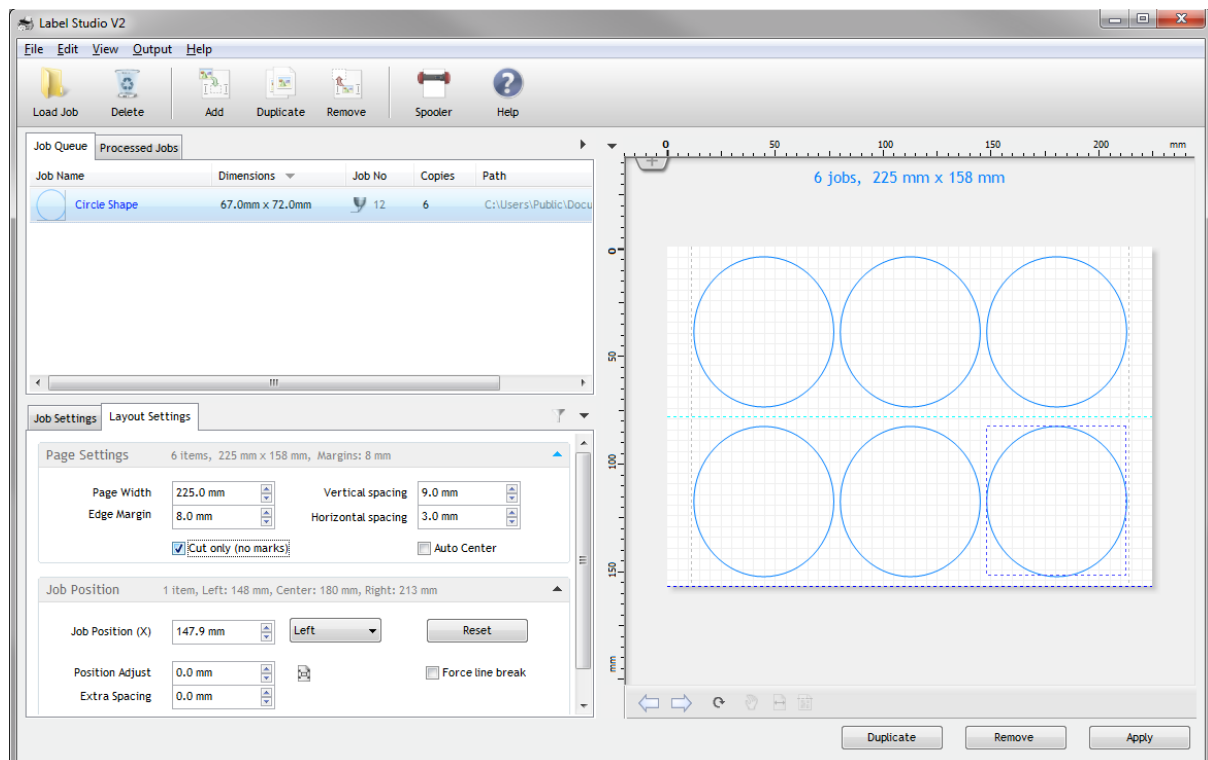 Label Studio V2
File Edit View Output Help
Load Job Delete Add Duplicate Remove Spooler Help
Job Queue Processed Jobs
Job Name Dimensions Job No Copies Path
Circle Shape 67.0mm x 72.0mm 12 6 C:\Users\Public\Docu
Job Settings Layout Settings
Page Settings 6 items, 225 mm x 158 mm, Margins: 8 mm
Page Width 225.0 mm Vertical spacing 9.0 mm
Edge Margin 8.0 mm Horizontal spacing 3.0 mm
Cut only (no marks) Auto Center
Job Position 1 item, Left: 148 mm, Center: 180 mm, Right: 213 mm
Job Position (X) 147.9 mm Left Reset
Position Adjust 0.0 mm Force line break
Extra Spacing 0.0 mm
0 50 100 150 200 mm
6 jobs, 225 mm x 158 mm
0
50
100
150
mm
Duplicate Remove Apply